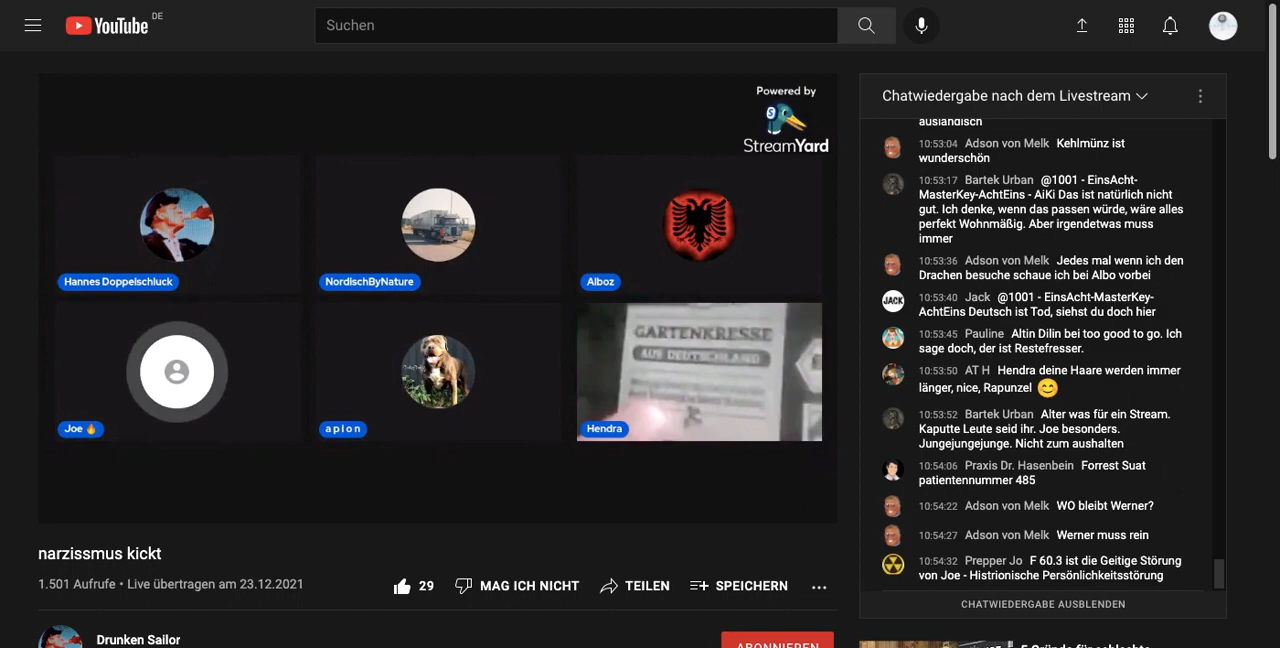 YouTube DE
Suchen
Powered by
StreamYard
Hannes Doppelschluck
NordischByNature
Alboz
GARTENKRESSE
AUS DEUTSCHLAND
Joe 🔥
a p l o n
Hendra
narzissmus kickt
1.501 Aufrufe • Live übertragen am 23.12.2021
29
MAG ICH NICHT
TEILEN
SPEICHERN
Drunken Sailor
ABONNIEREN
Chatwiedergabe nach dem Livestream
ausländisch
10:53:04 Adson von Melk Kehlmünz ist
wunderschön
10:53:17 Bartek Urban @1001 - EinsAcht-
MasterKey-AchtEins - AiKi Das ist natürlich nicht
gut. Ich denke, wenn das passen würde, wäre alles
perfekt Wohnmäßig. Aber irgendetwas muss
immer
10:53:36 Adson von Melk Jedes mal wenn ich den
Drachen besuche schaue ich bei Albo vorbei
JACK
10:53:40 Jack @1001 - EinsAcht-MasterKey-
AchtEins Deutsch ist Tod, siehst du doch hier
10:53:45 Pauline Altin Dilin bei too good to go. Ich
sage doch, der ist Restefresser.
10:53:50 AT H Hendra deine Haare werden immer
länger, nice, Rapunzel 😊
10:53:52 Bartek Urban Alter was für ein Stream.
Kaputte Leute seid ihr. Joe besonders.
Jungejungejunge. Nicht zum aushalten
10:54:06 Praxis Dr. Hasenbein Forrest Suat
patientennummer 485
10:54:22 Adson von Melk WO bleibt Werner?
10:54:27 Adson von Melk Werner muss rein
10:54:32 Prepper Jo F 60.3 ist die Geitige Störung
von Joe - Histrionische Persönlichkeitsstörung
CHATWIEDERGABE AUSBLENDEN
5 Gründe für schlechte